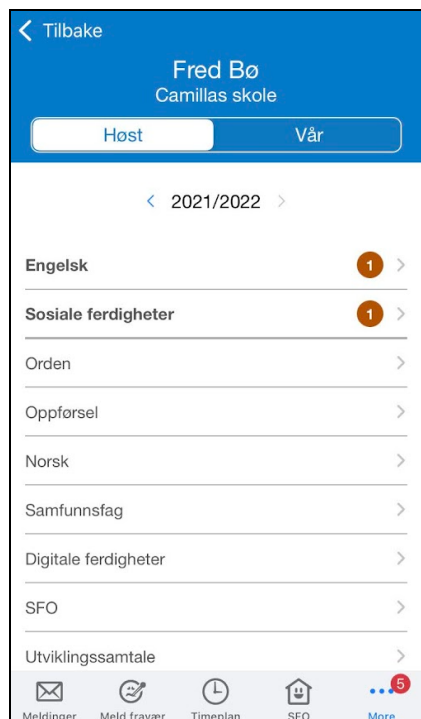 Tilbake
Fred Bø
Camillas skole
Høst Vår
2021/2022
Engelsk 1
Sosiale ferdigheter 1
Orden
Oppførsel
Norsk
Samfunnsfag
Digitale ferdigheter
SFO
Utviklingssamtale
5
Meldinger Meld fravær Timeplan SFO More